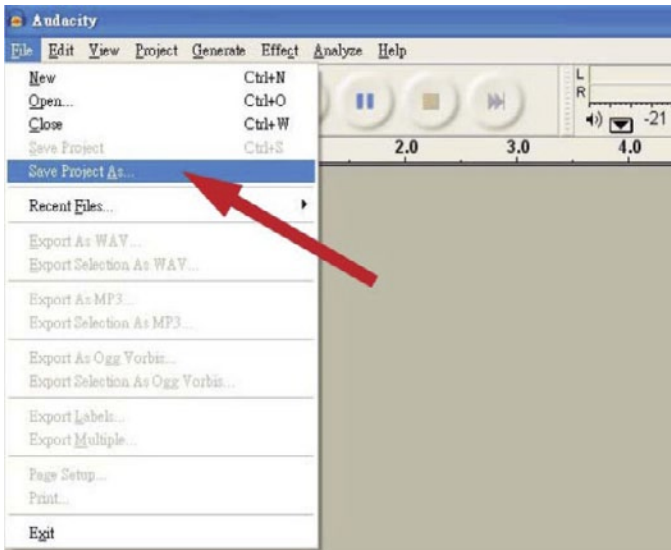 Audacity
File Edit View Project Generate Effect Analyze Help
New Ctrl+N
Open... Ctrl+O
Close Ctrl+W
Save Project Ctrl+S
Save Project As...
Recent Files...
Export As WAV...
Export Selection As WAV...
Export As MP3...
Export Selection As MP3...
Export As Ogg Vorbis...
Export Selection As Ogg Vorbis...
Export Labels...
Export Multiple...
Page Setup...
Print...
Exit
L
R
-21
2.0 3.0 4.0